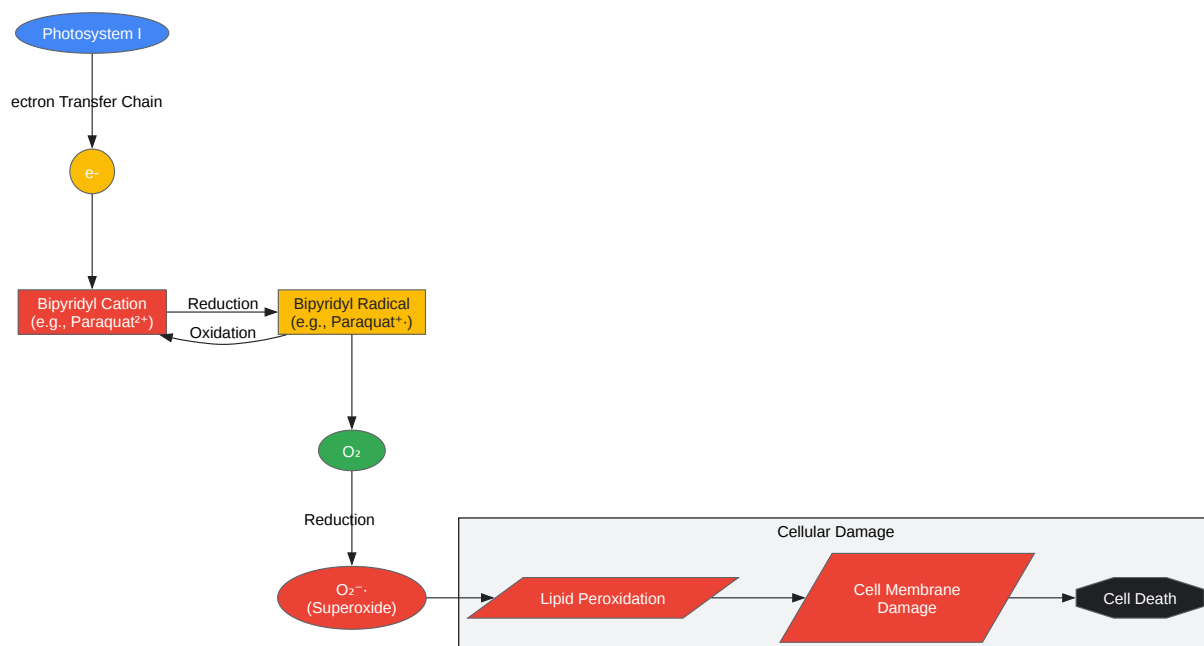 Photosystem I
ectron Transfer Chain
e-
Bipyridyl Cation
(e.g., Paraquat²⁺)
Reduction
Oxidation
Bipyridyl Radical
(e.g., Paraquat⁺·)
O₂
Reduction
O₂⁻·
(Superoxide)
Cellular Damage
Lipid Peroxidation
Cell Membrane
Damage
Cell Death